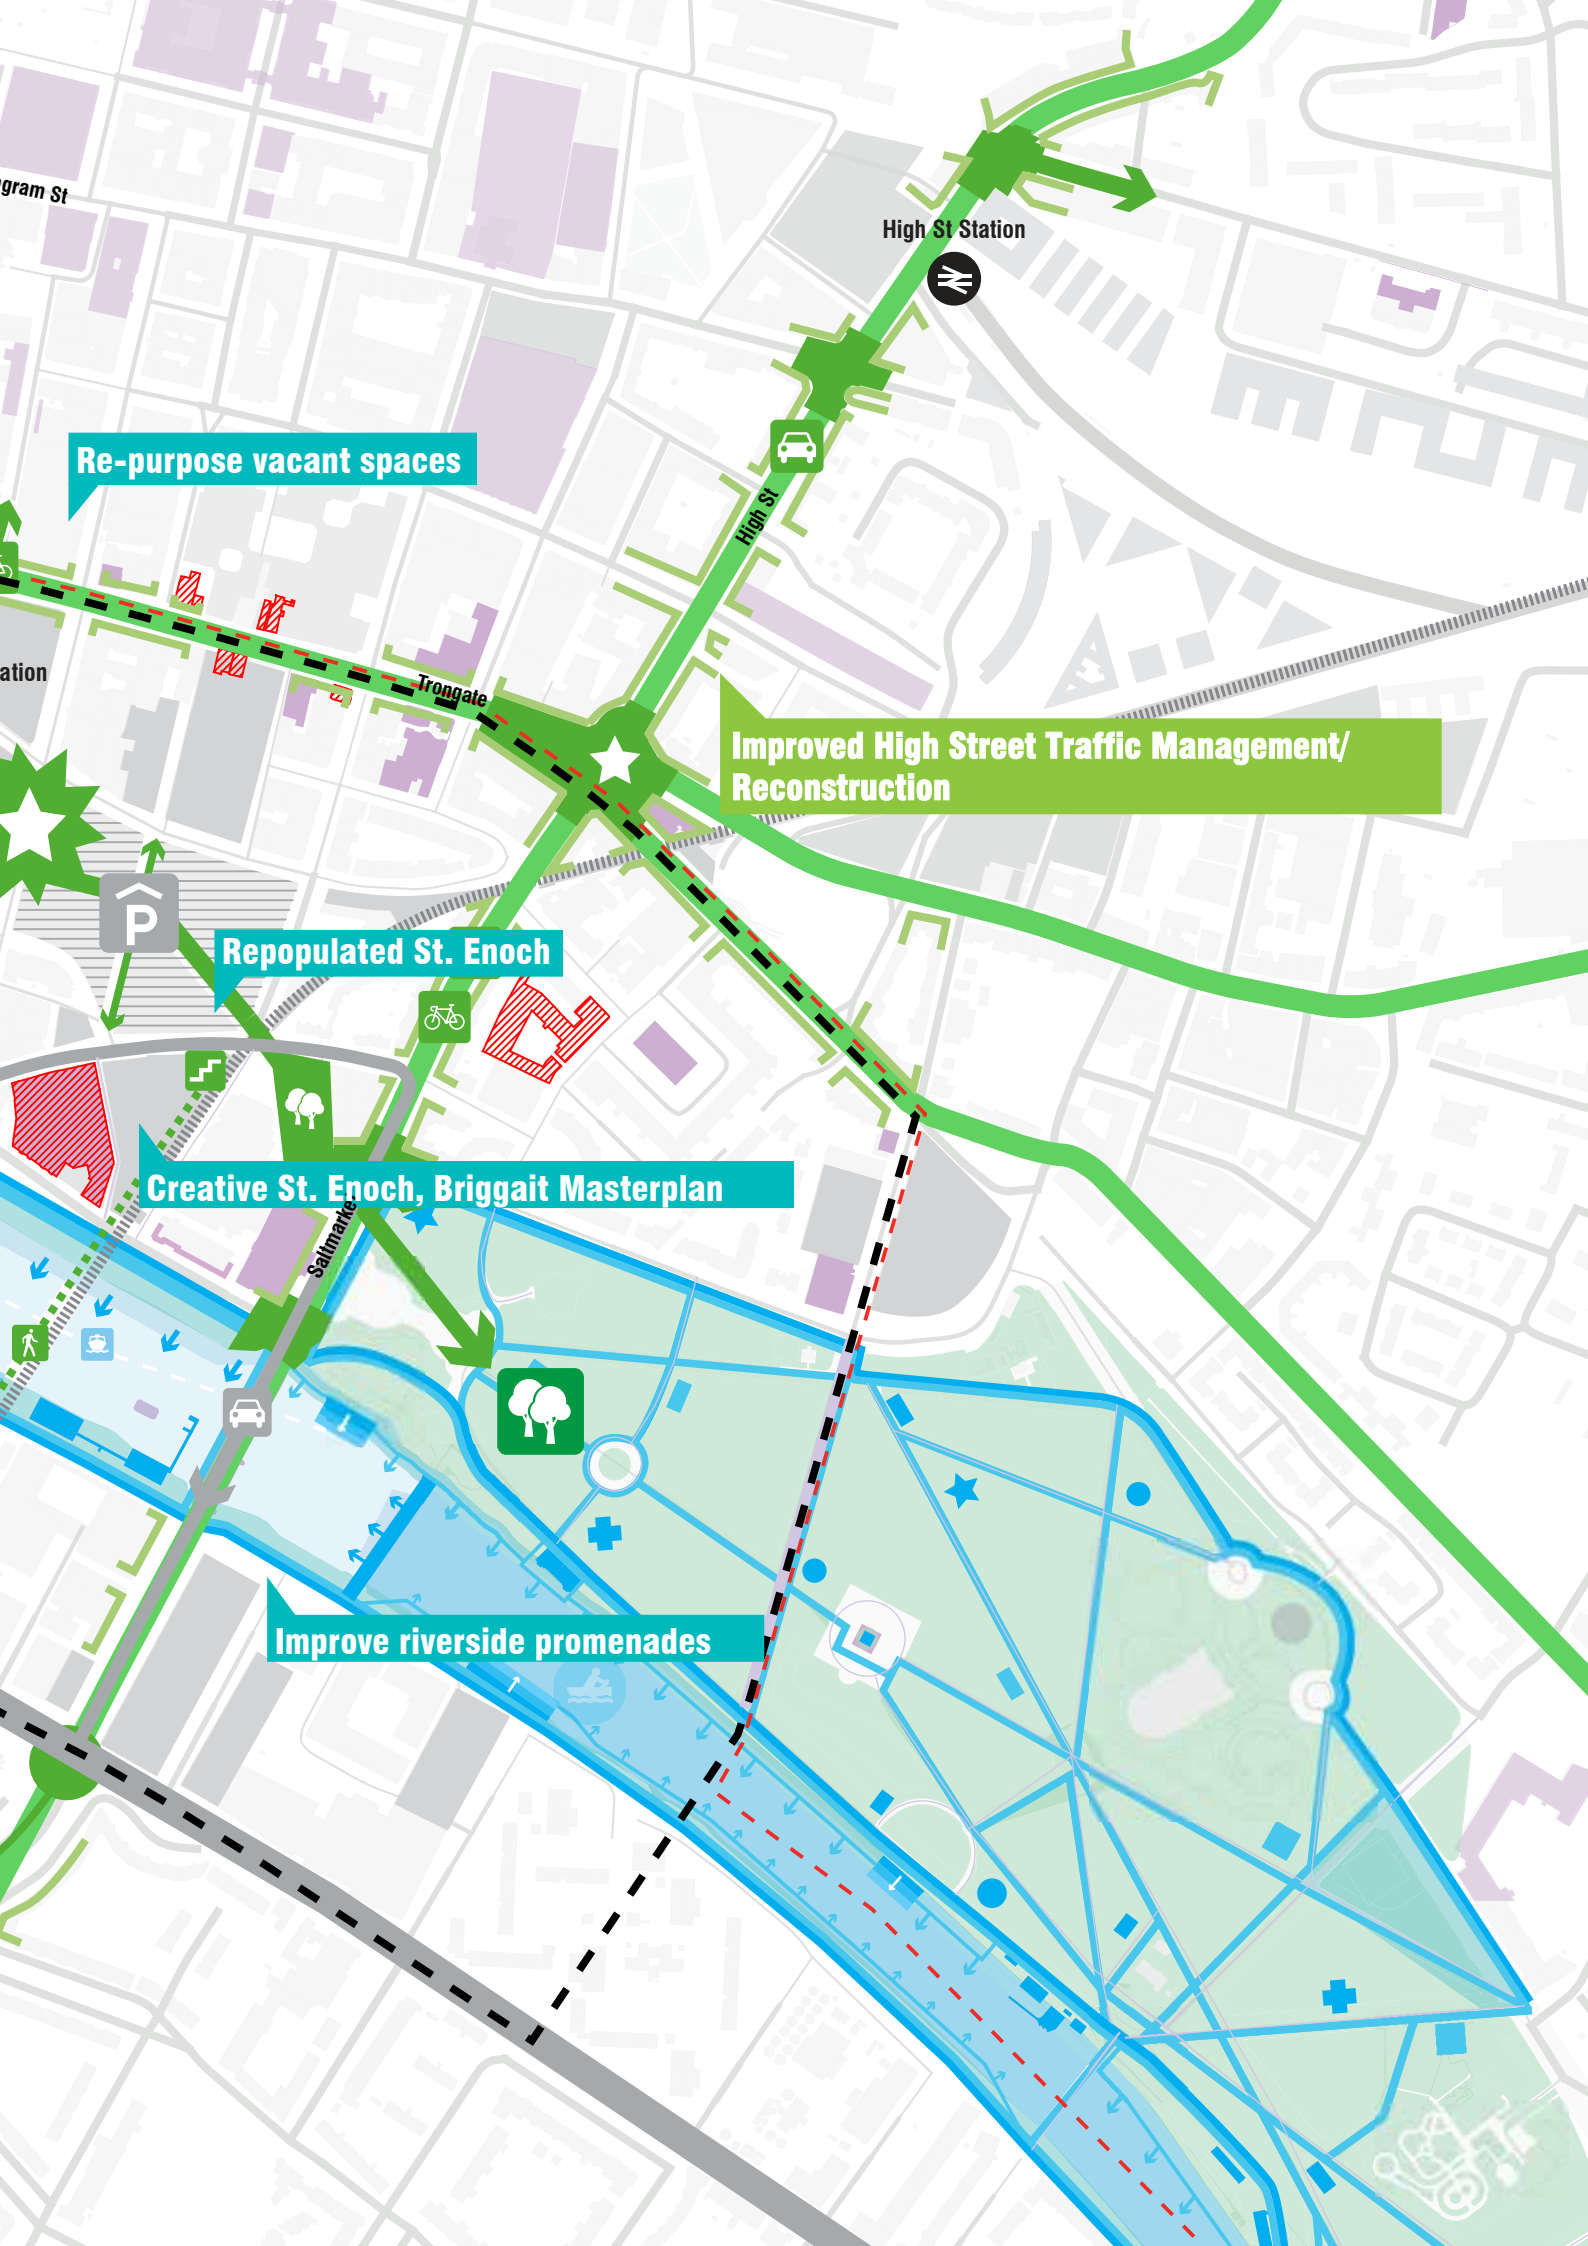 gram St
High St Station
Re-purpose vacant spaces
High St
ation
Trongate
Improved High Street Traffic Management/
Reconstruction
P
Repopulated St. Enoch
Creative St. Enoch, Briggait Masterplan
Saltmarke
Improve riverside promenades